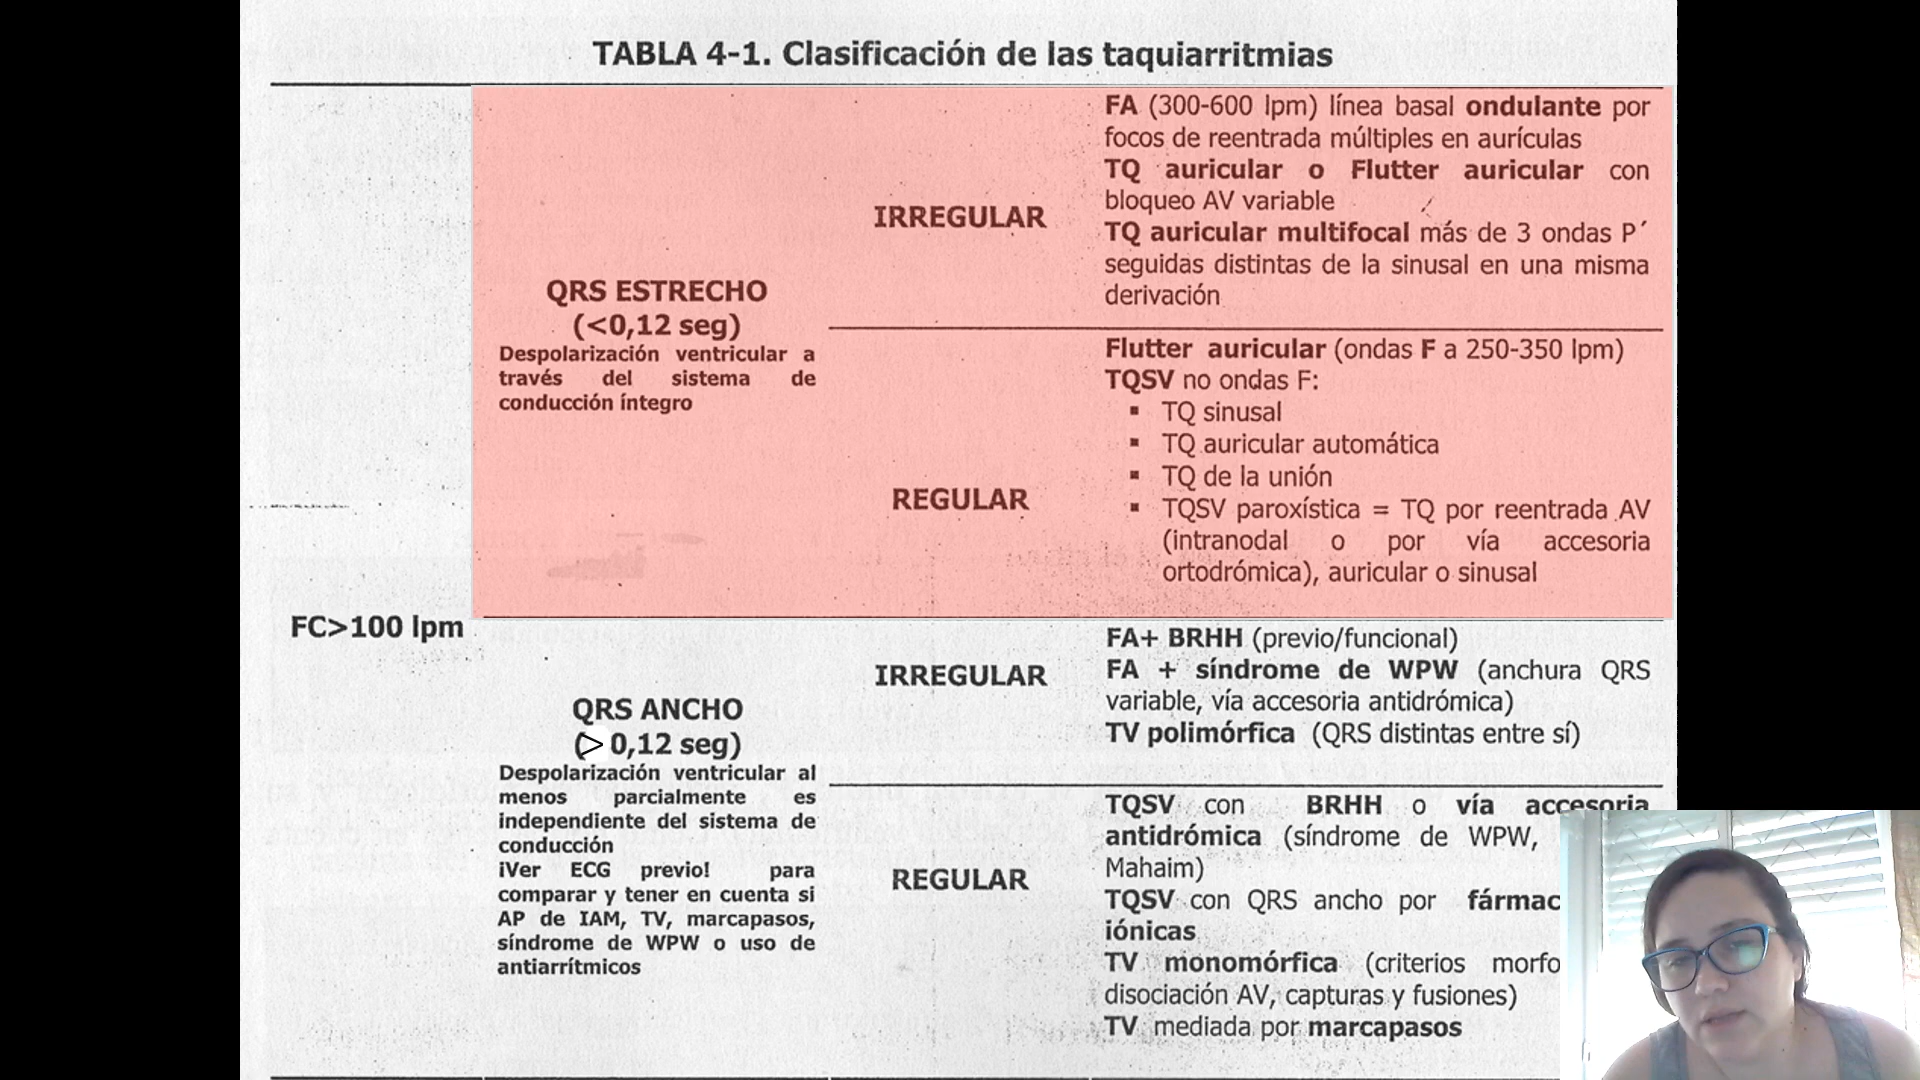 TABLA 4-1. Clasificación de las taquiarritmias
FC>100 lpm
QRS ESTRECHO
(<0,12 seg)
Despolarización ventricular a
través del sistema de
conducción íntegro
IRREGULAR
FA (300-600 lpm) línea basal ondulante por
focos de reentrada múltiples en aurículas
TQ auricular o Flutter auricular con
bloqueo AV variable
TQ auricular multifocal más de 3 ondas P´
seguidas distintas de la sinusal en una misma
derivación
REGULAR
Flutter auricular (ondas F a 250-350 lpm)
TQSV no ondas F:
▪ TQ sinusal
▪ TQ auricular automática
▪ TQ de la unión
▪ TQSV paroxística = TQ por reentrada AV
(intranodal o por vía accesoria
ortodrómica), auricular o sinusal
QRS ANCHO
(> 0,12 seg)
Despolarización ventricular al
menos parcialmente es
independiente del sistema de
conducción
¡Ver ECG previo! para
comparar y tener en cuenta si
AP de IAM, TV, marcapasos,
síndrome de WPW o uso de
antiarrítmicos
IRREGULAR
FA+ BRHH (previo/funcional)
FA + síndrome de WPW (anchura QRS
variable, vía accesoria antidrómica)
TV polimórfica (QRS distintas entre sí)
REGULAR
TQSV con BRHH o vía accesoria
antidrómica (síndrome de WPW,
Mahaim)
TQSV con QRS ancho por
iónicas
TV monomórfica (criterios
disociación AV, capturas y fusiones)
TV mediada por marcapasos